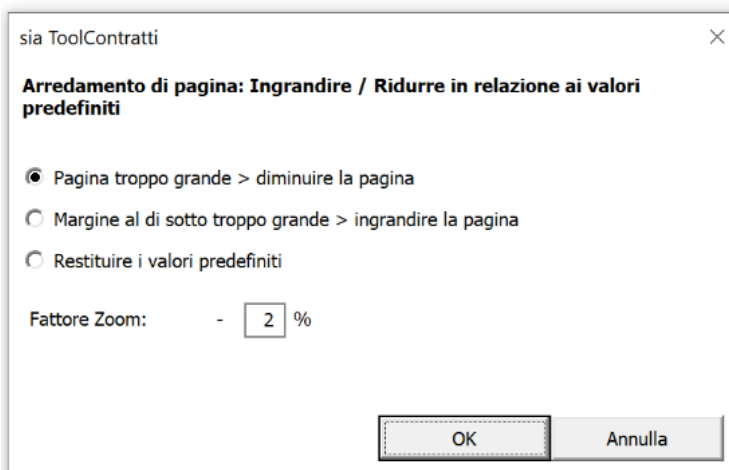 sia ToolContratti
Arredamento di pagina: Ingrandire / Ridurre in relazione ai valori
predefiniti
Pagina troppo grande > diminuire la pagina
Margine al di sotto troppo grande > ingrandire la pagina
Restituire i valori predefiniti
Fattore Zoom: - 2 %
OK Annulla